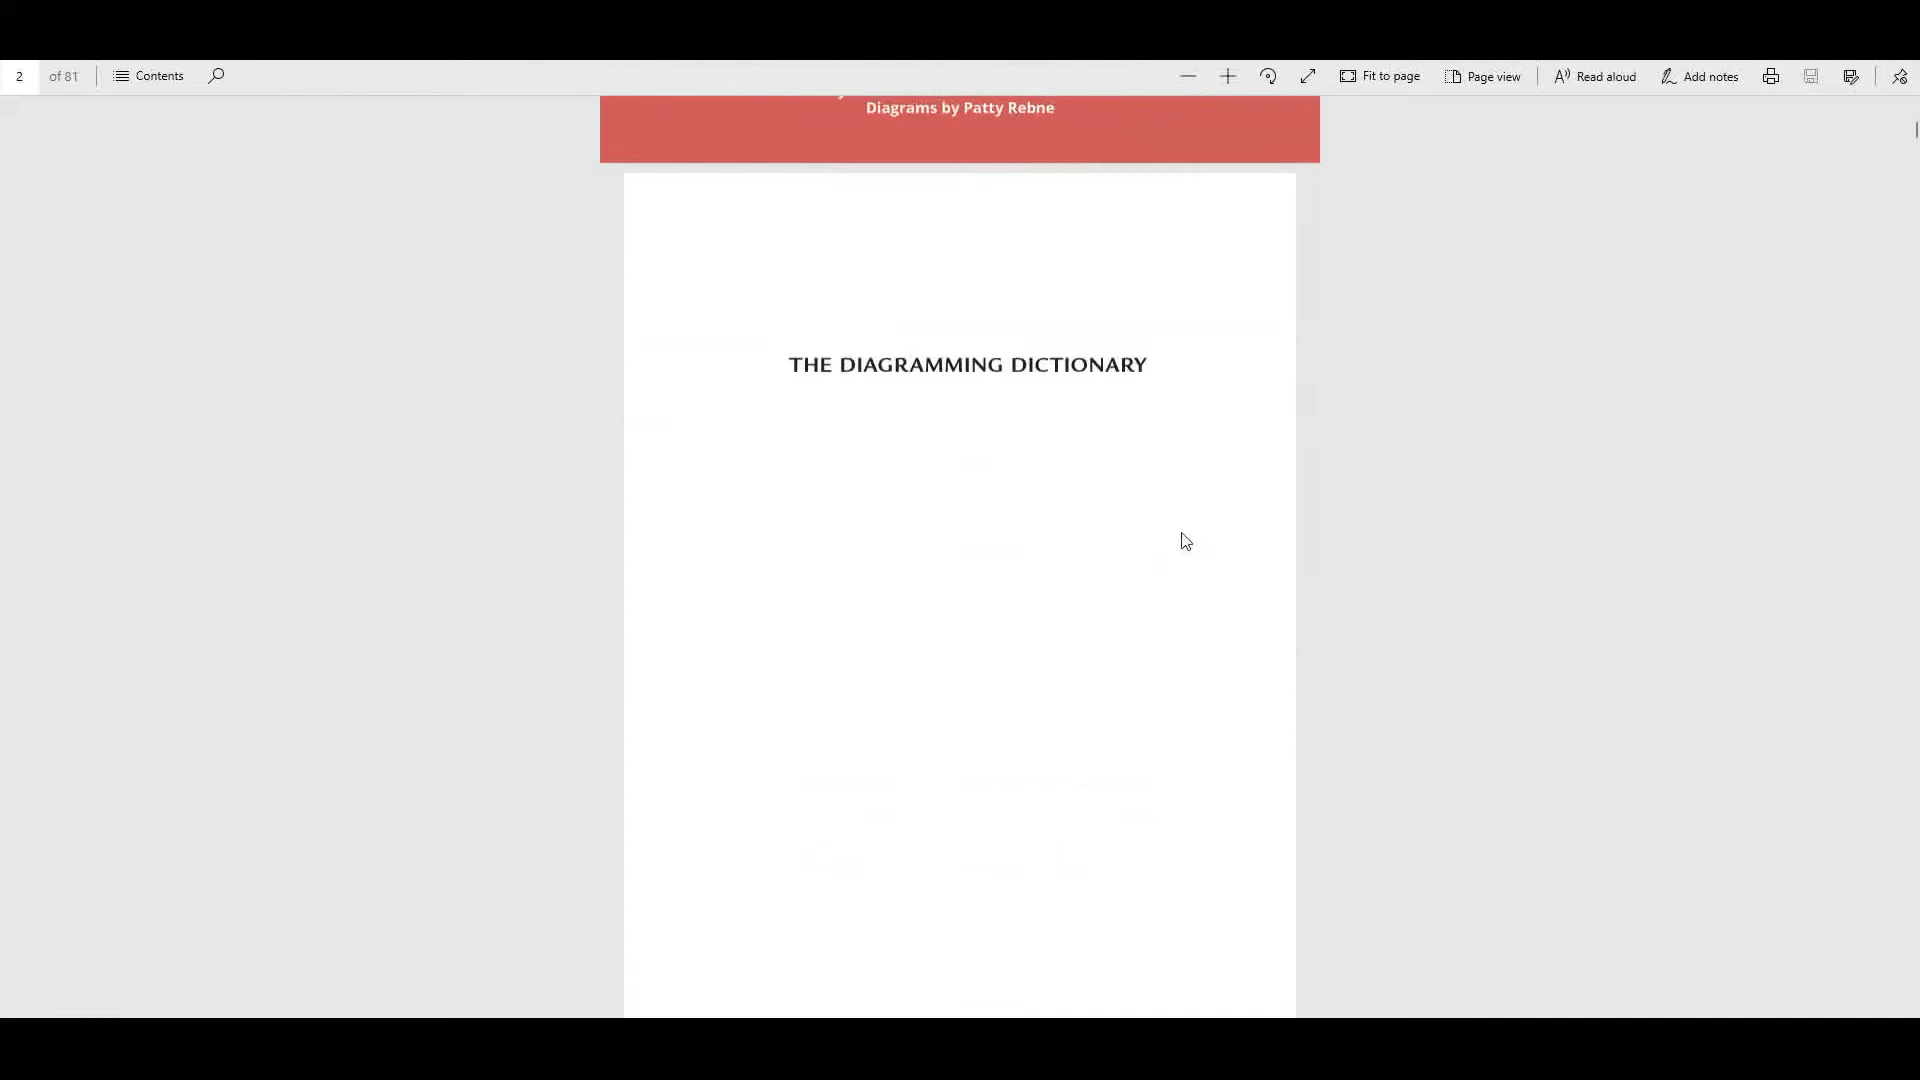 2 of 81 Contents Fit to page Page view Read aloud Add notes
Diagrams by Patty Rebne
THE DIAGRAMMING DICTIONARY